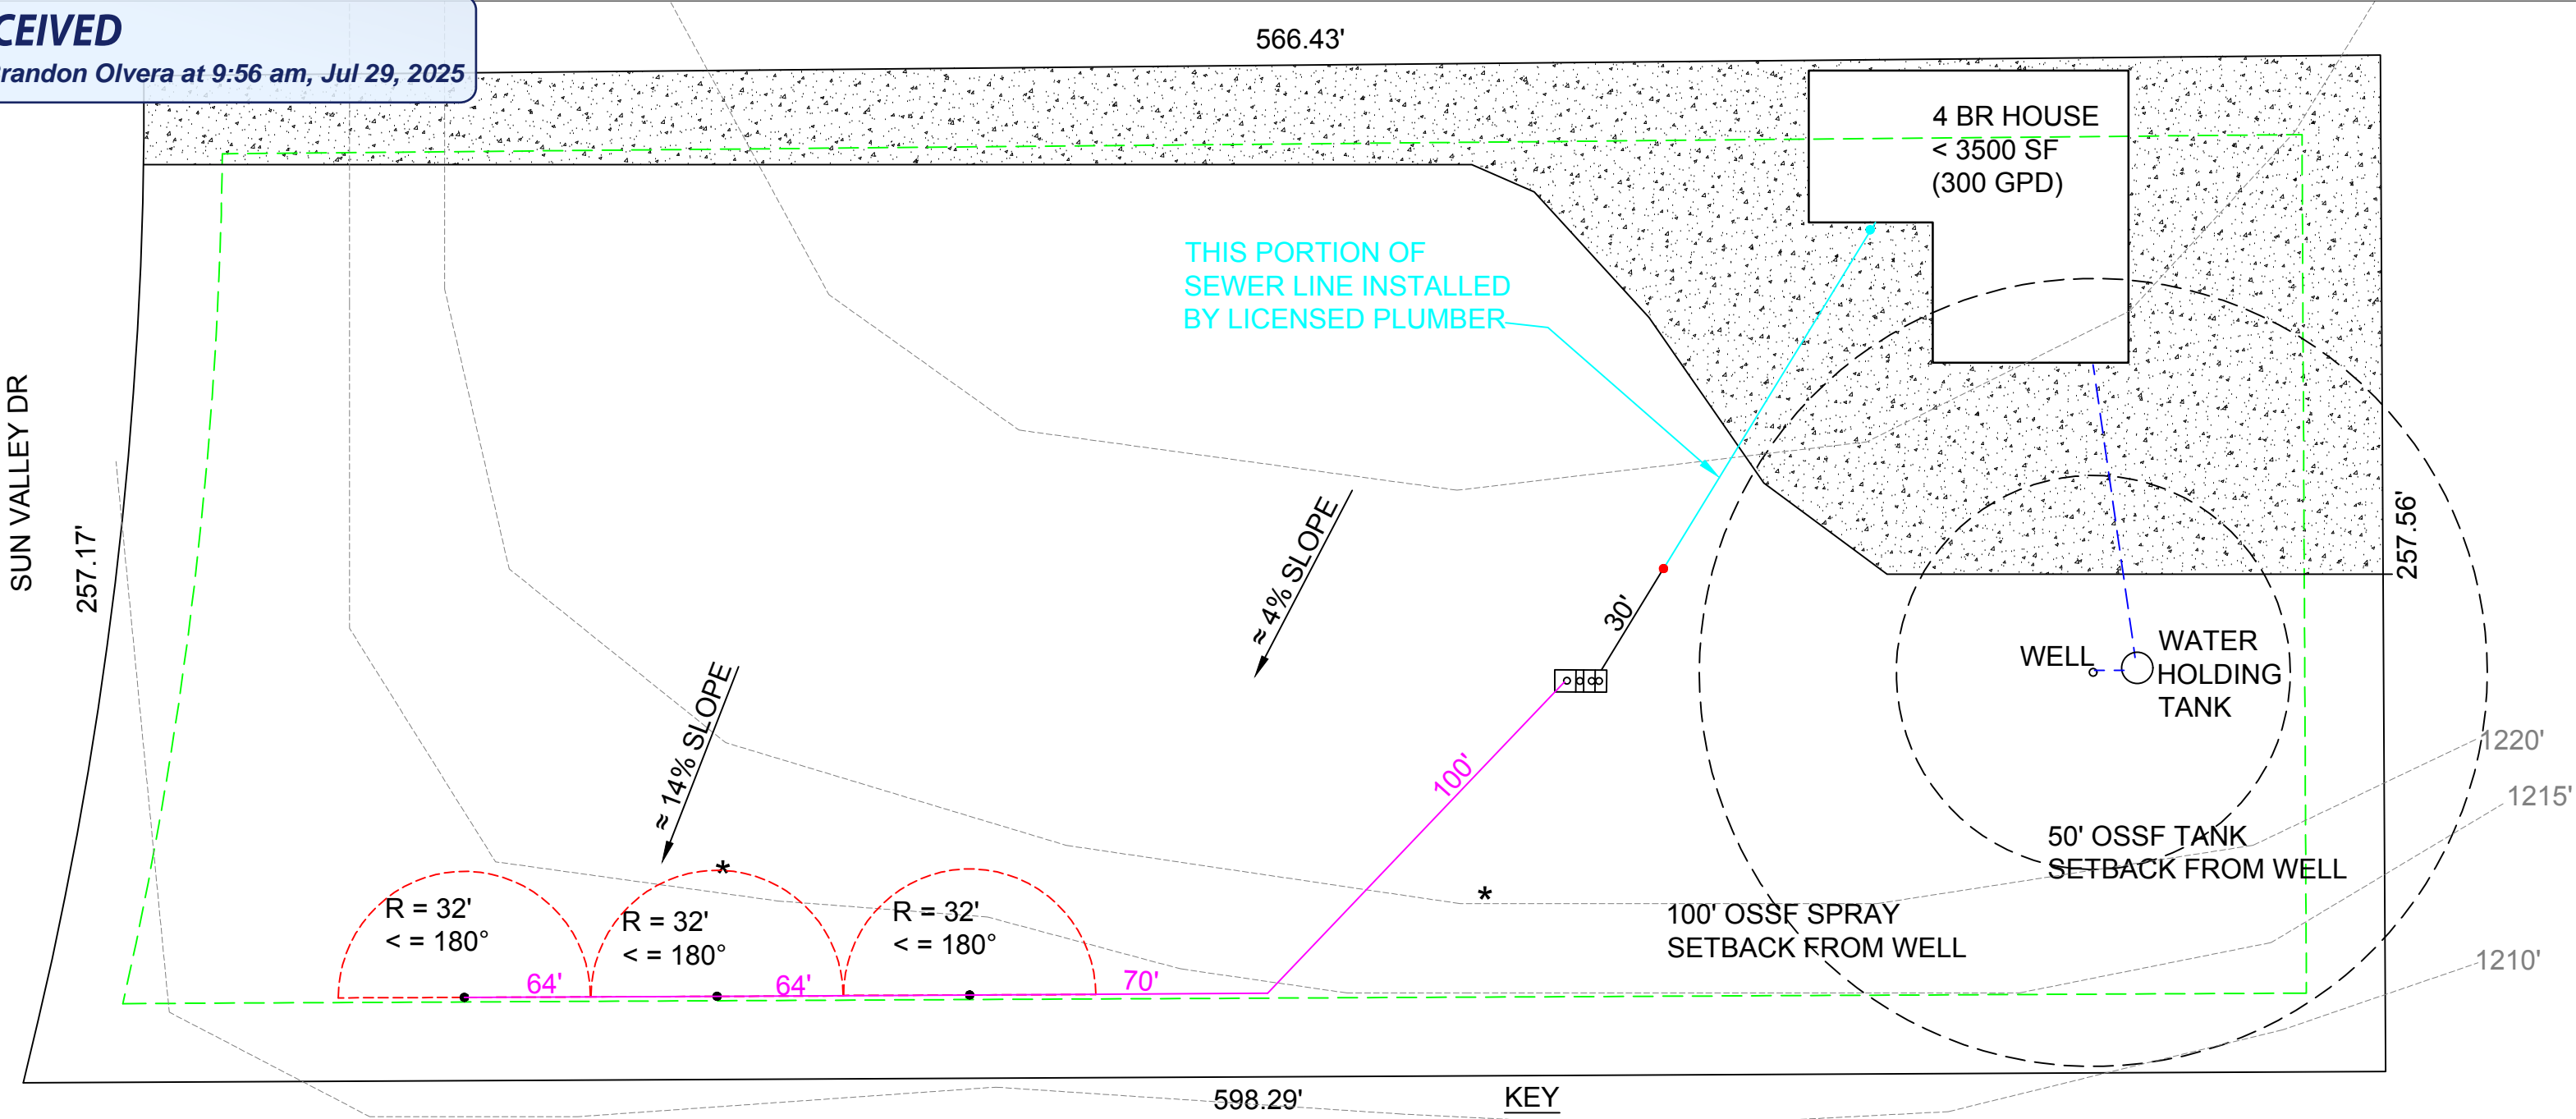 CEIVED
Brandon Olvera at 9:56 am, Jul 29, 2025
566.43'
4 BR HOUSE
< 3500 SF
(300 GPD)
THIS PORTION OF
SEWER LINE INSTALLED
BY LICENSED PLUMBER
SUN VALLEY DR
257.17'
257.56'
≈ 4% SLOPE
≈ 14% SLOPE
30'
WELL
WATER
HOLDING
TANK
100'
1220'
1215'
1210'
50' OSSF TANK
SETBACK FROM WELL
100' OSSF SPRAY
SETBACK FROM WELL
*
*
R = 32'
< = 180°
R = 32'
< = 180°
R = 32'
< = 180°
64'
64'
70'
598.29'
KEY